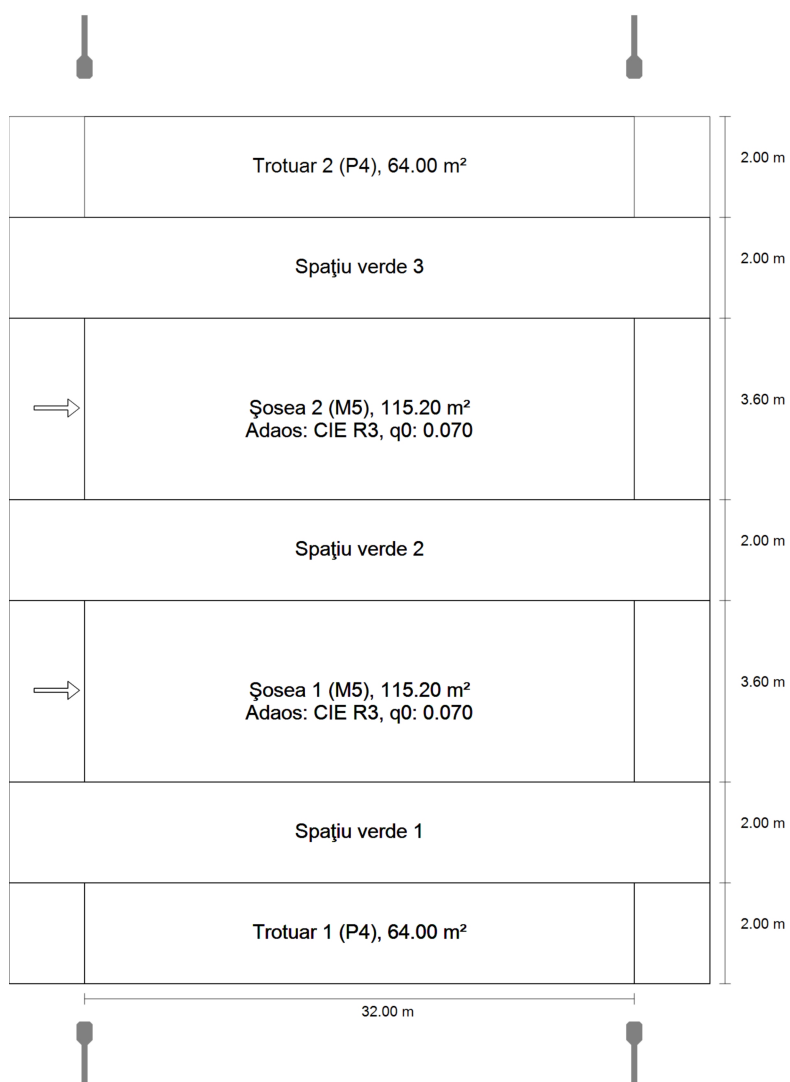 Trotuar 2 (P4), 64.00 m²
2.00 m
Spaţiu verde 3
2.00 m
Şosea 2 (M5), 115.20 m²
Adaos: CIE R3, q0: 0.070
3.60 m
Spaţiu verde 2
2.00 m
Şosea 1 (M5), 115.20 m²
Adaos: CIE R3, q0: 0.070
3.60 m
Spaţiu verde 1
2.00 m
Trotuar 1 (P4), 64.00 m²
2.00 m
32.00 m